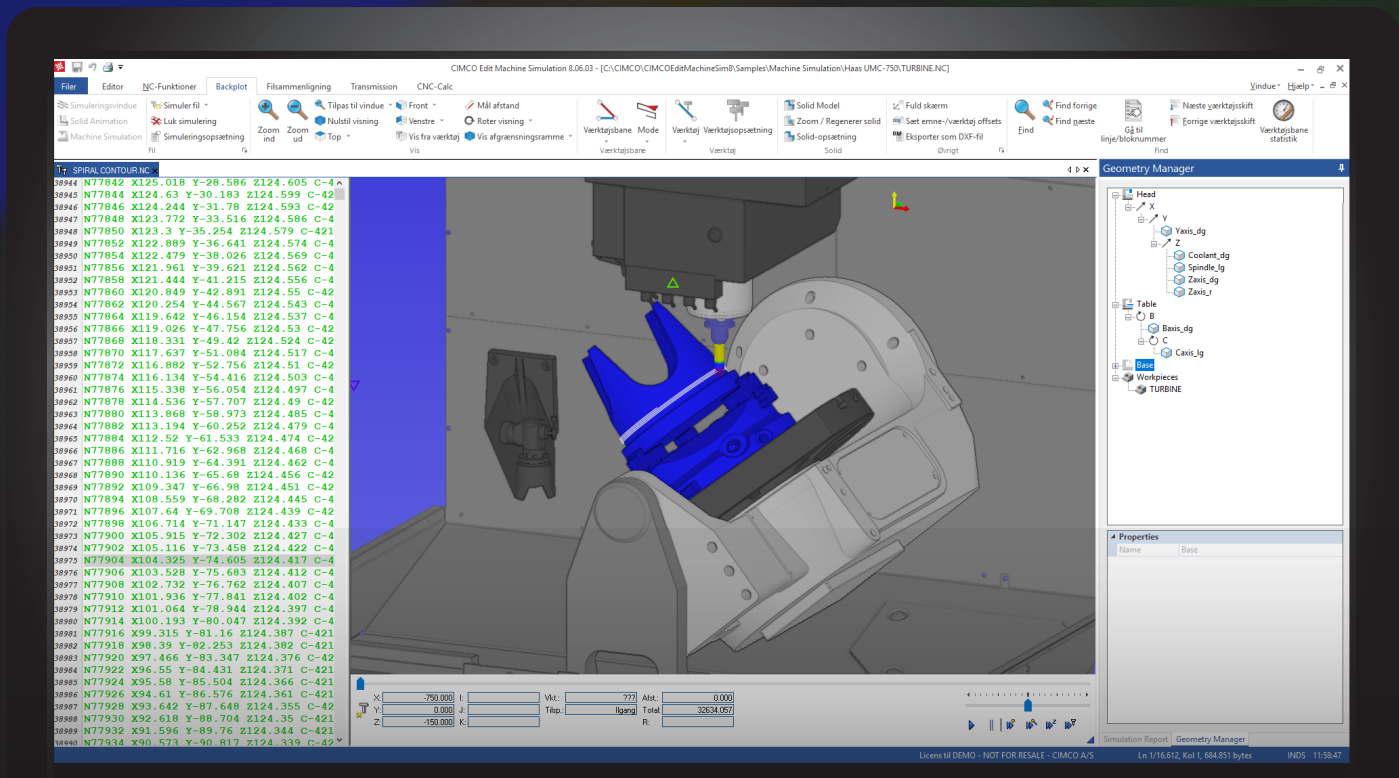 CIMCO Edit Machine Simulation 8.06.03 - [C:\CIMCO\CIMCOEditMachineSim8\Samples\Machine Simulation\Haas UMC-750\TURBINE.NC]
Filer Editor NC-Funktioner Backplot Filsammenligning Transmission CNC-Calc Vindue Hjælp
Simuleringsvindue Simuler fil Tilpas til vindue Front Mål afstand Solid Model Fuld skærm Find forrige Næste værktøjsskift
Solid Animation Luk simulering Nulstil visning Venstre Roter visning Zoom / Regenerer solid Sæt emne-/værktøj offsets Find næste Forrige værktøjsskift
Machine Simulation Simuleringsopsætning Zoom ind Zoom ud Top Vis fra værktøj Vis afgrænsningsramme Værktøjsbane Mode Værktøj Værktøjsopsætning Solid-opsætning Eksporter som DXF-fil Find Gå til linje/bloknummer Værktøjsbane statistik
Fil Vis Værktøjsbane Værktøj Solid Øvrigt Find
SPIRAL CONTOUR.NC
38944 N77842 X125.018 Y-28.586 Z124.605 C-4
38945 N77844 X124.63 Y-30.183 Z124.599 C-42
38946 N77846 X124.244 Y-31.78 Z124.593 C-42
38947 N77848 X123.772 Y-33.516 Z124.586 C-4
38948 N77850 X123.3 Y-35.254 Z124.579 C-421
38949 N77852 X122.889 Y-36.641 Z124.574 C-4
38950 N77854 X122.479 Y-38.026 Z124.569 C-4
38951 N77856 X121.961 Y-39.621 Z124.562 C-4
38952 N77858 X121.444 Y-41.215 Z124.556 C-4
38953 N77860 X120.849 Y-42.891 Z124.55 C-42
38954 N77862 X120.254 Y-44.567 Z124.543 C-4
38955 N77864 X119.642 Y-46.154 Z124.537 C-4
38956 N77866 X119.026 Y-47.756 Z124.53 C-42
38957 N77868 X118.331 Y-49.42 Z124.524 C-42
38958 N77870 X117.637 Y-51.084 Z124.517 C-4
38959 N77872 X116.882 Y-52.756 Z124.51 C-42
38960 N77874 X116.134 Y-54.416 Z124.503 C-4
38961 N77876 X115.338 Y-56.054 Z124.497 C-4
38962 N77878 X114.536 Y-57.707 Z124.49 C-42
38963 N77880 X113.868 Y-58.973 Z124.485 C-4
38964 N77882 X113.194 Y-60.252 Z124.479 C-4
38965 N77884 X112.52 Y-61.533 Z124.474 C-42
38966 N77886 X111.716 Y-62.968 Z124.468 C-4
38967 N77888 X110.919 Y-64.391 Z124.462 C-4
38968 N77890 X110.136 Y-65.68 Z124.456 C-42
38969 N77892 X109.347 Y-66.98 Z124.451 C-42
38970 N77894 X108.559 Y-68.282 Z124.445 C-4
38971 N77896 X107.64 Y-69.708 Z124.439 C-42
38972 N77898 X106.714 Y-71.147 Z124.433 C-4
38973 N77900 X105.915 Y-72.302 Z124.427 C-4
38974 N77902 X105.116 Y-73.458 Z124.422 C-4
38975 N77904 X104.325 Y-74.605 Z124.417 C-4
38976 N77906 X103.528 Y-75.683 Z124.412 C-4
38977 N77908 X102.732 Y-76.762 Z124.407 C-4
38978 N77910 X101.936 Y-77.841 Z124.402 C-4
38979 N77912 X101.064 Y-78.944 Z124.397 C-4
38980 N77914 X100.193 Y-80.047 Z124.392 C-4
38981 N77916 X99.315 Y-81.16 Z124.387 C-421
38982 N77918 X98.39 Y-82.253 Z124.382 C-421
38983 N77920 X97.466 Y-83.347 Z124.376 C-42
38984 N77922 X96.55 Y-84.431 Z124.371 C-421
38985 N77924 X95.58 Y-85.504 Z124.366 C-421
38986 N77926 X94.61 Y-86.576 Z124.361 C-421
38987 N77928 X93.642 Y-87.648 Z124.355 C-42
38988 N77930 X92.618 Y-88.704 Z124.35 C-421
38989 N77932 X91.596 Y-89.76 Z124.344 C-421
38990 N77934 X90.573 Y-90.817 Z124.339 C-42
X: -750.000 I: Vkt.: ??? Afst.: 0.000
Y: 0.000 J: Tilsp.: Ilgang Total: 32634.057
Z: -150.000 K: R:
Geometry Manager
Head
X
Y
Yaxis_dg
Z
Coolant_dg
Spindle_lg
Zaxis_dg
Zaxis_r
Table
B
Baxis_dg
C
Caxis_lg
Base
Workpieces
TURBINE
Properties
Name Base
Simulation Report Geometry Manager
Licens til DEMO - NOT FOR RESALE - CIMCO A/S Ln 1/16.612, Kol 1, 684.851 bytes INDS 11:58:47